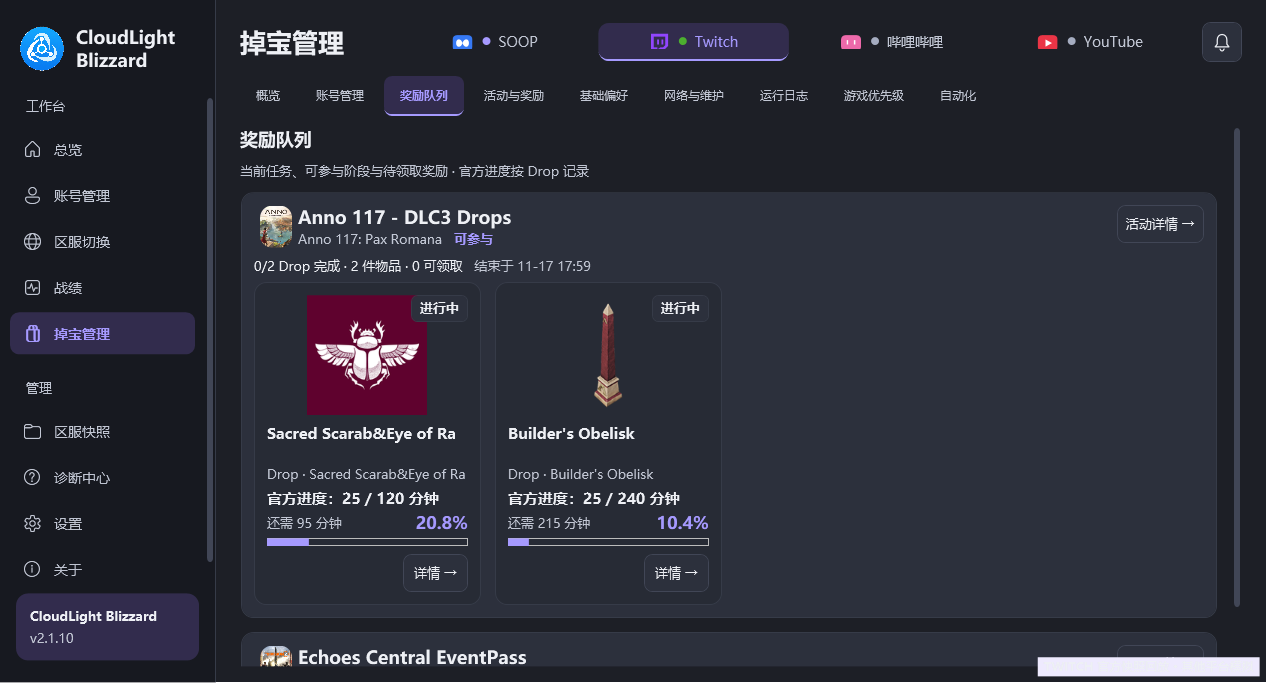 CloudLight
Blizzard
工作台
总览
账号管理
区服切换
战绩
掉宝管理
管理
区服快照
诊断中心
设置
关于
CloudLight Blizzard
v2.1.10
掉宝管理
SOOP
Twitch
哔哩哔哩
YouTube
概览
账号管理
奖励队列
活动与奖励
基础偏好
网络与维护
运行日志
游戏优先级
自动化
奖励队列
当前任务、可参与阶段与待领取奖励 · 官方进度按 Drop 记录
ANNO
Anno 117 - DLC3 Drops
Anno 117: Pax Romana 可参与
活动详情 →
0/2 Drop 完成 · 2 件物品 · 0 可领取 结束于 11-17 17:59
进行中
Sacred Scarab&Eye of Ra
Drop · Sacred Scarab&Eye of Ra
官方进度：25 / 120 分钟
还需 95 分钟 20.8%
详情 →
进行中
Builder's Obelisk
Drop · Builder's Obelisk
官方进度：25 / 240 分钟
还需 215 分钟 10.4%
详情 →
Echoes Central EventPass